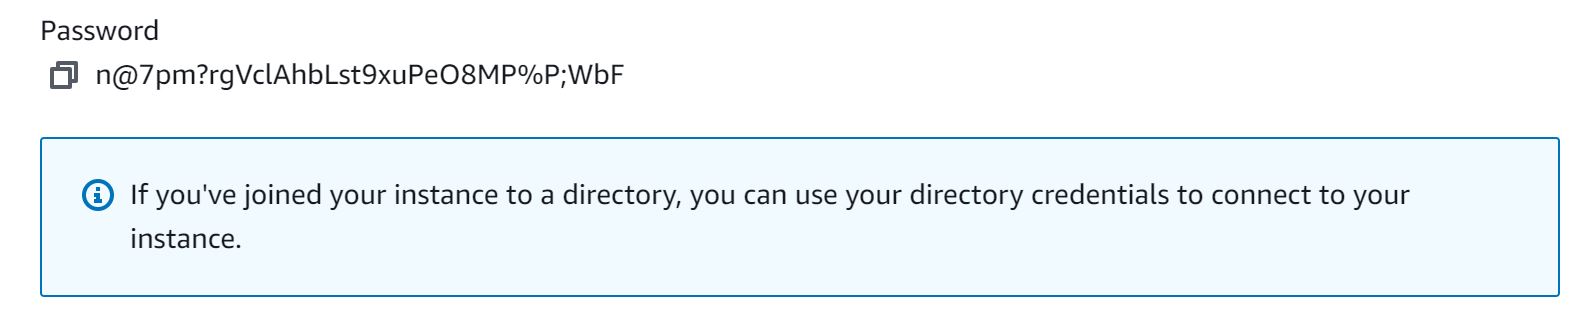 Password
n@7pm?rgVclAhbLst9xuPeO8MP%P;WbF
If you've joined your instance to a directory, you can use your directory credentials to connect to your
instance.